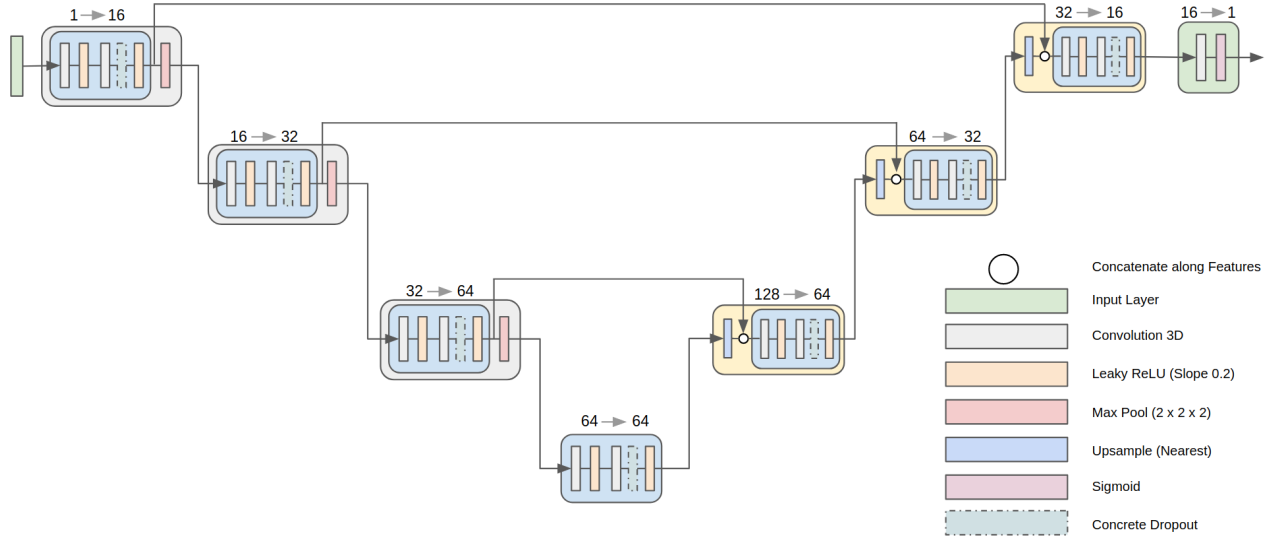 1 → 16
32 → 16
16 → 1
16 → 32
64 → 32
32 → 64
128 → 64
64 → 64
Concatenate along Features
Input Layer
Convolution 3D
Leaky ReLU (Slope 0.2)
Max Pool (2 x 2 x 2)
Upsample (Nearest)
Sigmoid
Concrete Dropout